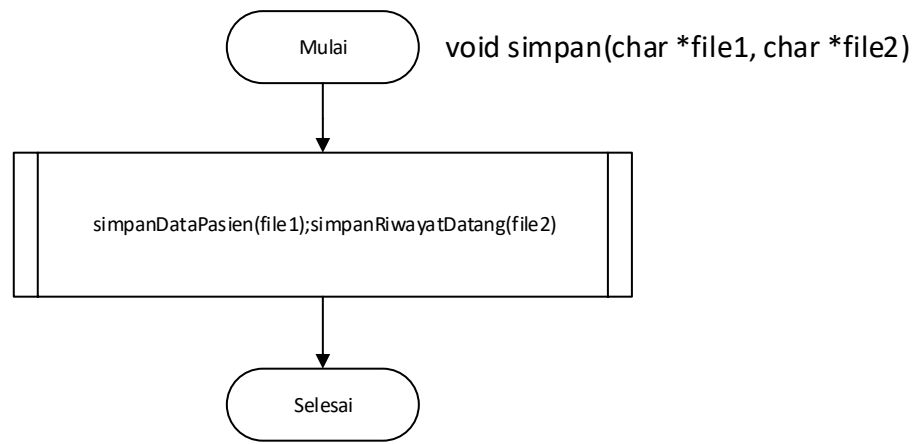 Mulai
void simpan(char *file1, char *file2)
simpanDataPasien(file1);simpanRiwayatDatang(file2)
Selesai